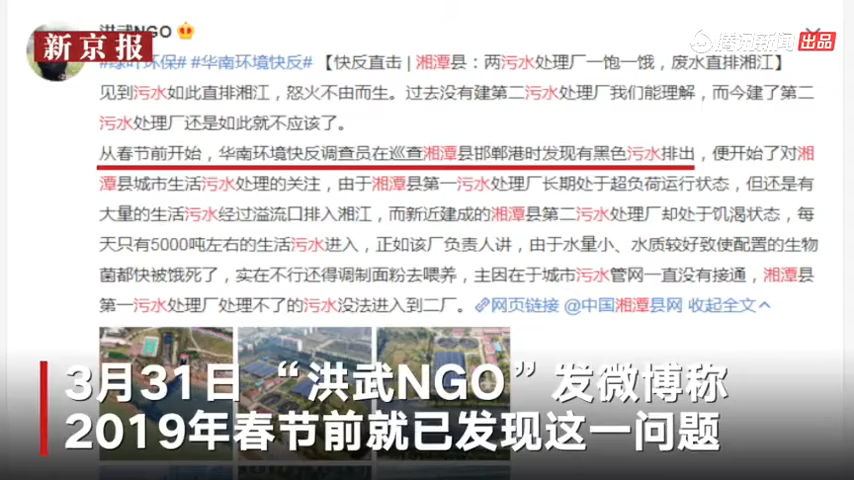 洪武NGO
新京报
腾讯新闻 出品
#绿叶环保# #华南环境快反# 【快反直击 | 湘潭县：两污水处理厂一饱一饿，废水直排湘江】
见到污水如此直排湘江，怒火不由而生。过去没有建第二污水处理厂我们能理解，而今建了第二
污水处理厂还是如此就不应该了。
从春节前开始，华南环境快反调查员在巡查湘潭县邯郸港时发现有黑色污水排出，便开始了对湘
潭县城市生活污水处理的关注，由于湘潭县第一污水处理厂长期处于超负荷运行状态，但还是有
大量的生活污水经过溢流口排入湘江，而新近建成的湘潭县第二污水处理厂却处于饥渴状态，每
天只有5000吨左右的生活污水进入，正如该厂负责人讲，由于水量小、水质较好致使配置的生物
菌都快被饿死了，实在不行还得调制面粉去喂养，主因在于城市污水管网一直没有接通，湘潭县
第一污水处理厂处理不了的污水没法进入到二厂。网页链接 @中国湘潭县网 收起全文
3月31日 “洪武NGO”发微博称
2019年春节前就已发现这一问题